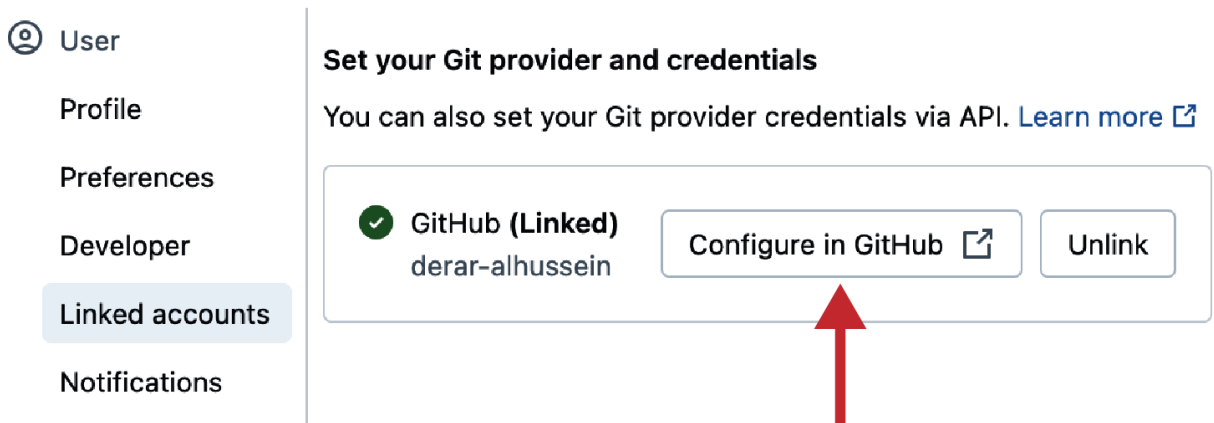 User
Profile
Preferences
Developer
Linked accounts
Notifications
Set your Git provider and credentials
You can also set your Git provider credentials via API. Learn more
GitHub (Linked)
derar-alhussein
Configure in GitHub
Unlink